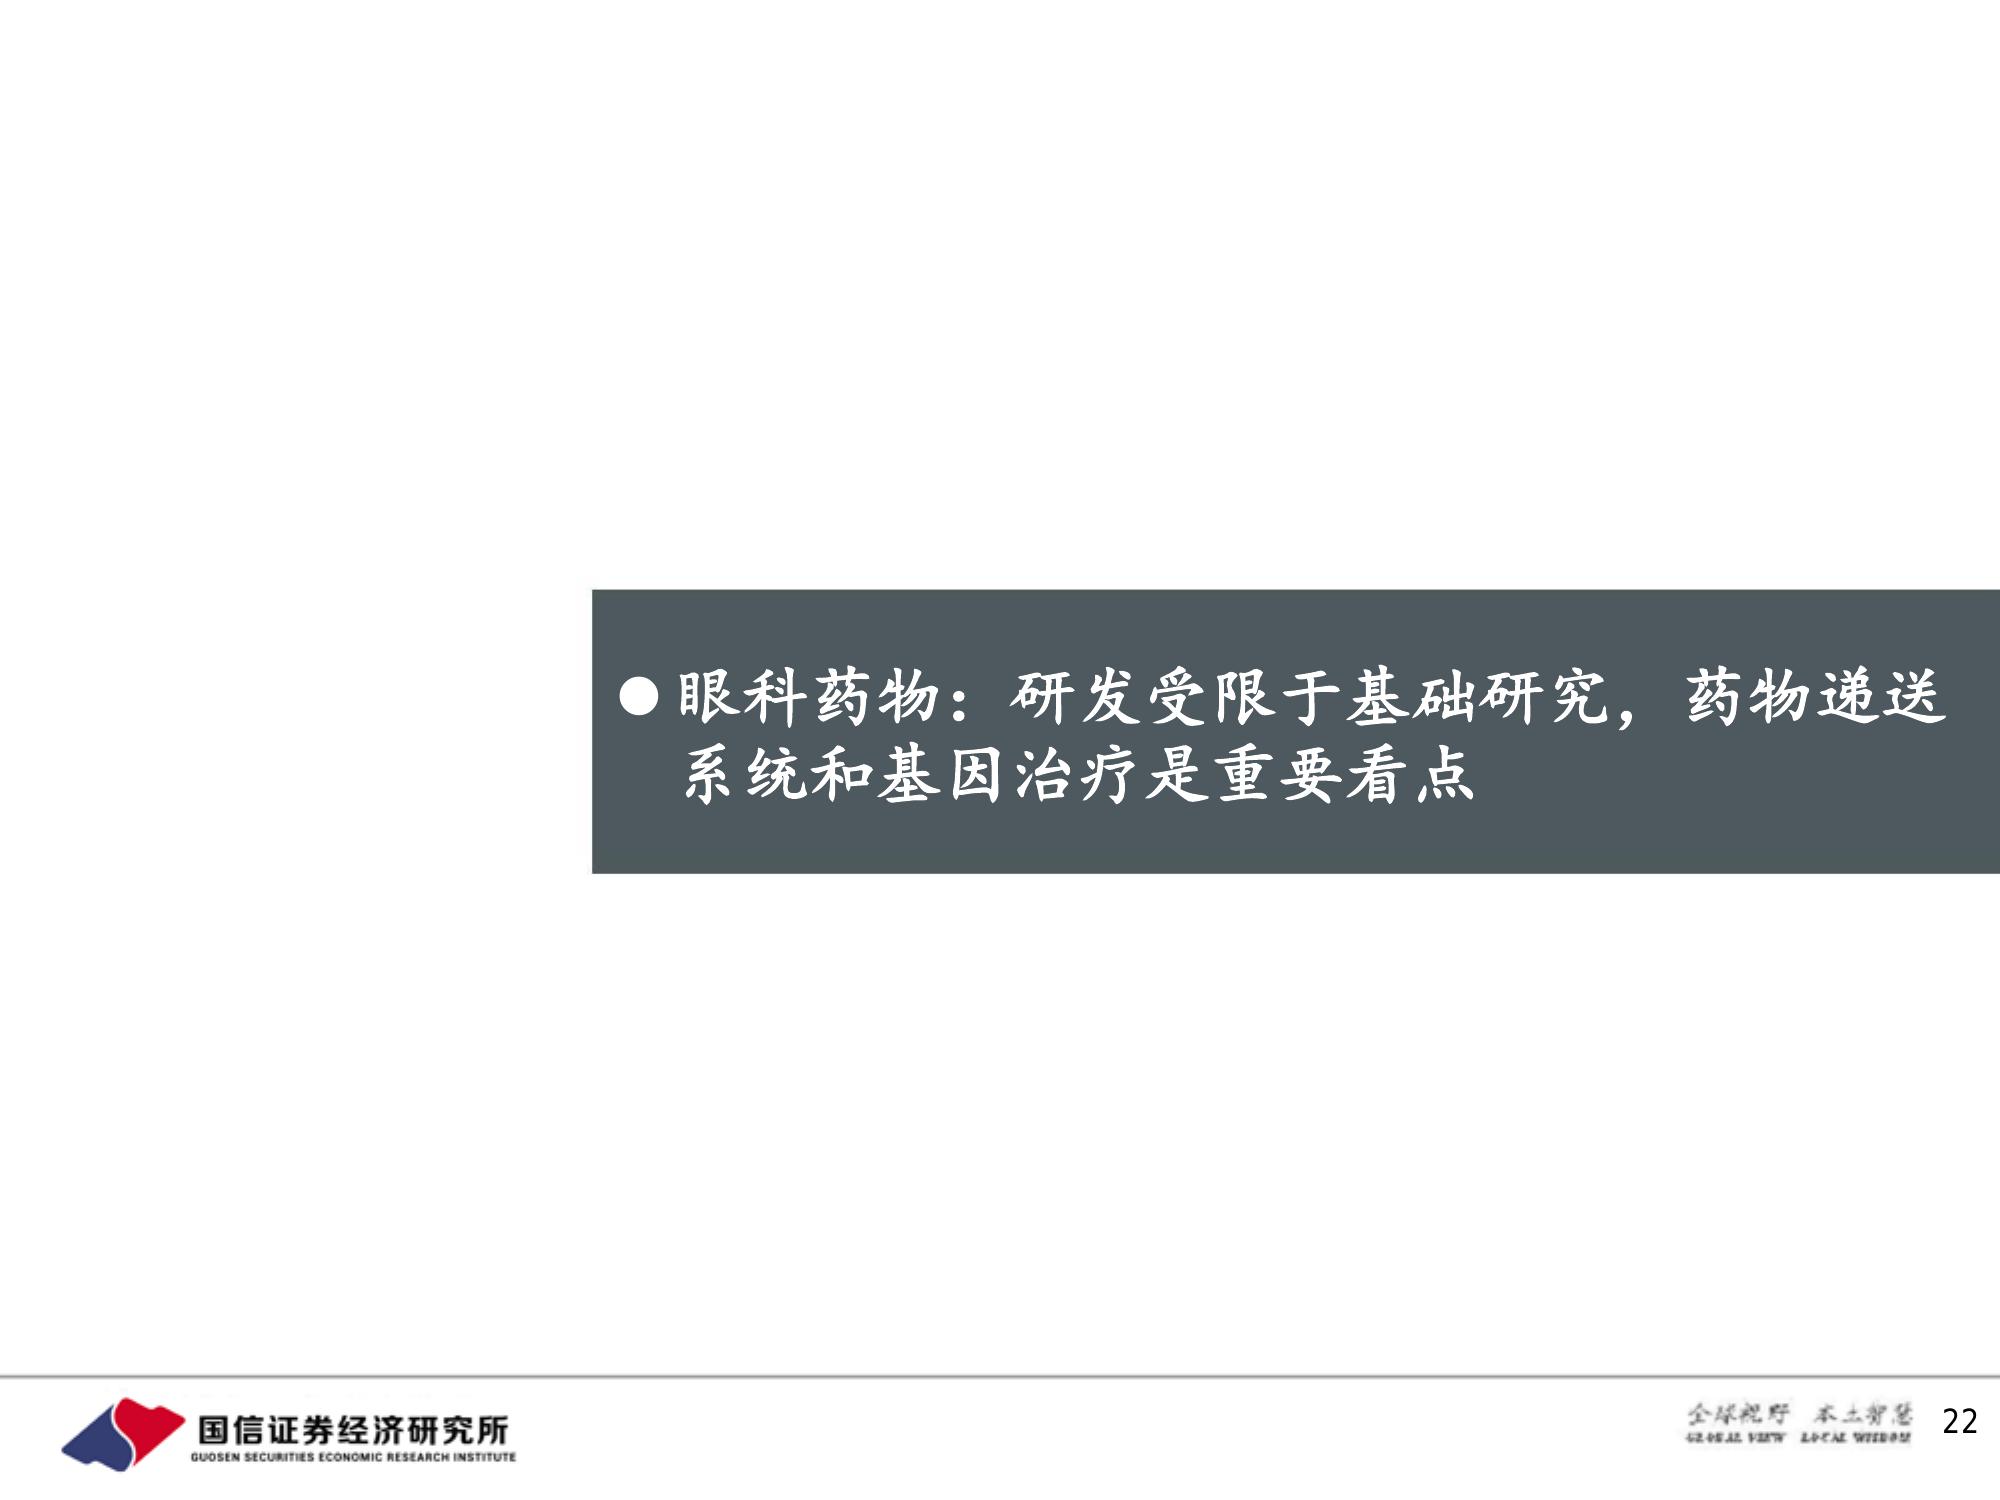 ●眼科药物：研发受限于基础研究，药物递送
系统和基因治疗是重要看点
国信证券经济研究所
GUOSEN SECURITIES ECONOMIC RESEARCH INSTITUTE
全球视野 本土智慧
GLOBAL VIEW LOCAL WISDOM
22